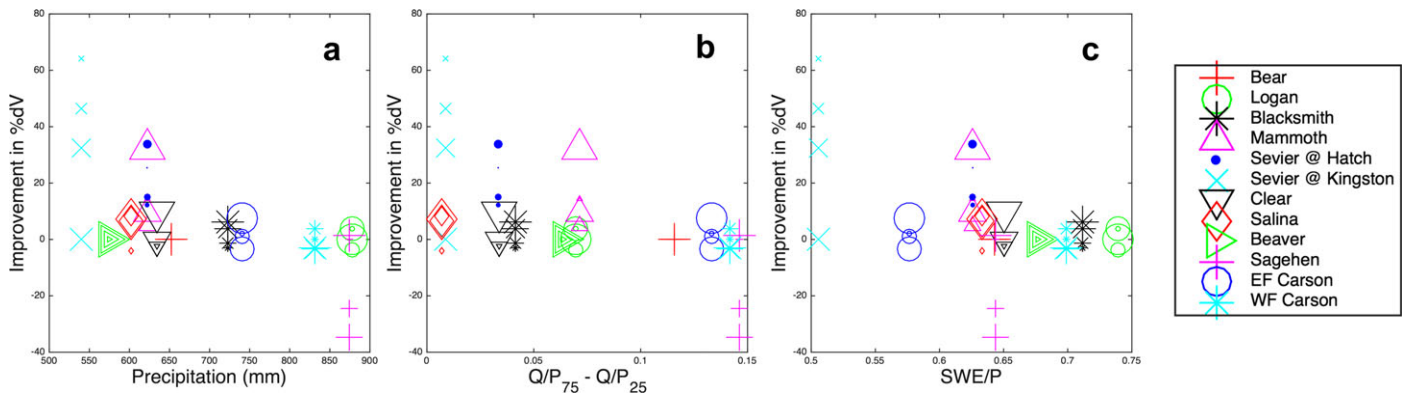 a
Improvement in %dV
80
60
40
20
0
-20
-40
500 550 600 650 700 750 800 850 900
Precipitation (mm)
b
Improvement in %dV
80
60
40
20
0
-20
-40
0 0.05 0.1 0.15
Q/P75 - Q/P25
c
Improvement in %dV
80
60
40
20
0
-20
-40
0.5 0.55 0.6 0.65 0.7 0.75
SWE/P
Bear
Logan
Blacksmith
Mammoth
Sevier @ Hatch
Sevier @ Kingston
Clear
Salina
Beaver
Sagehen
EF Carson
WF Carson